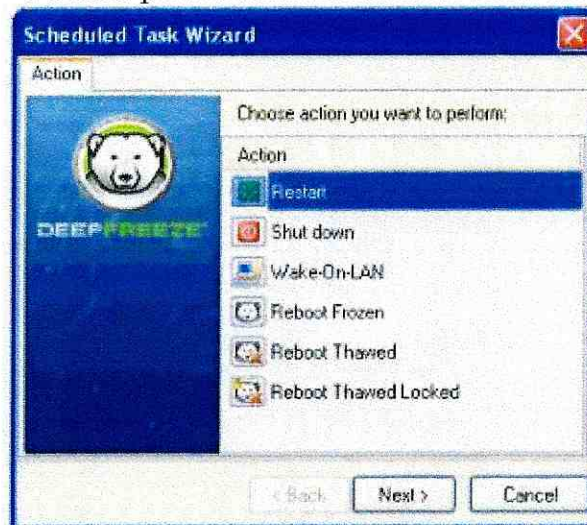 Scheduled Task Wizard
Action
Choose action you want to perform:
Action
Restart
DEEPFREEZE
Shut down
Wake-On-LAN
Reboot Frozen
Reboot Thawed
Reboot Thawed Locked
< Back
Next >
Cancel